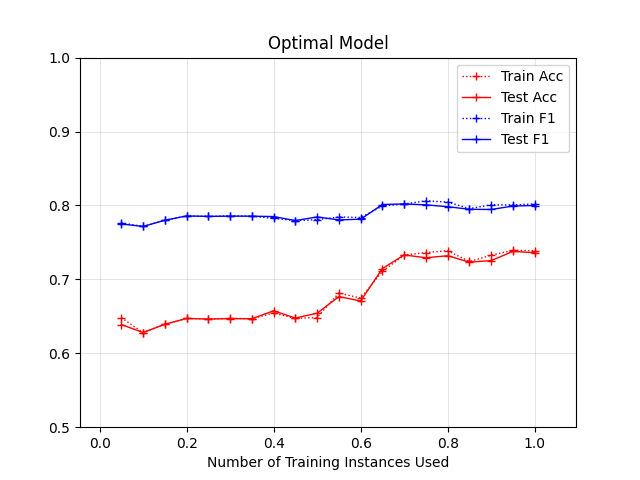 Optimal Model
1.0
0.9
0.8
0.7
0.6
0.5
0.0
0.2
0.4
0.6
0.8
1.0
Number of Training Instances Used
Train Acc
Test Acc
Train F1
Test F1